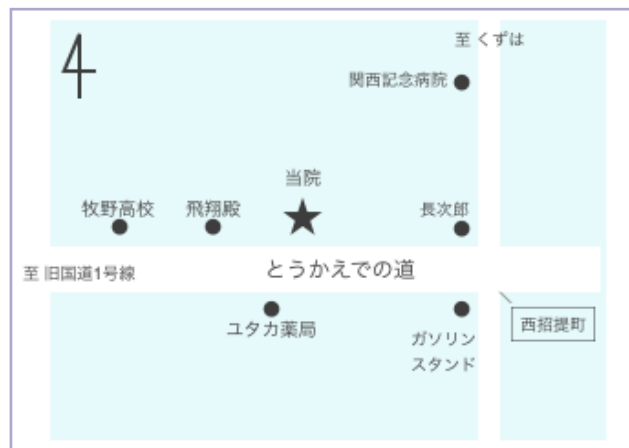 至 くずは
関西記念病院
当院
牧野高校
飛翔殿
長次郎
至 旧国道1号線
とうかえでの道
ユタカ薬局
ガソリン
スタンド
西招提町